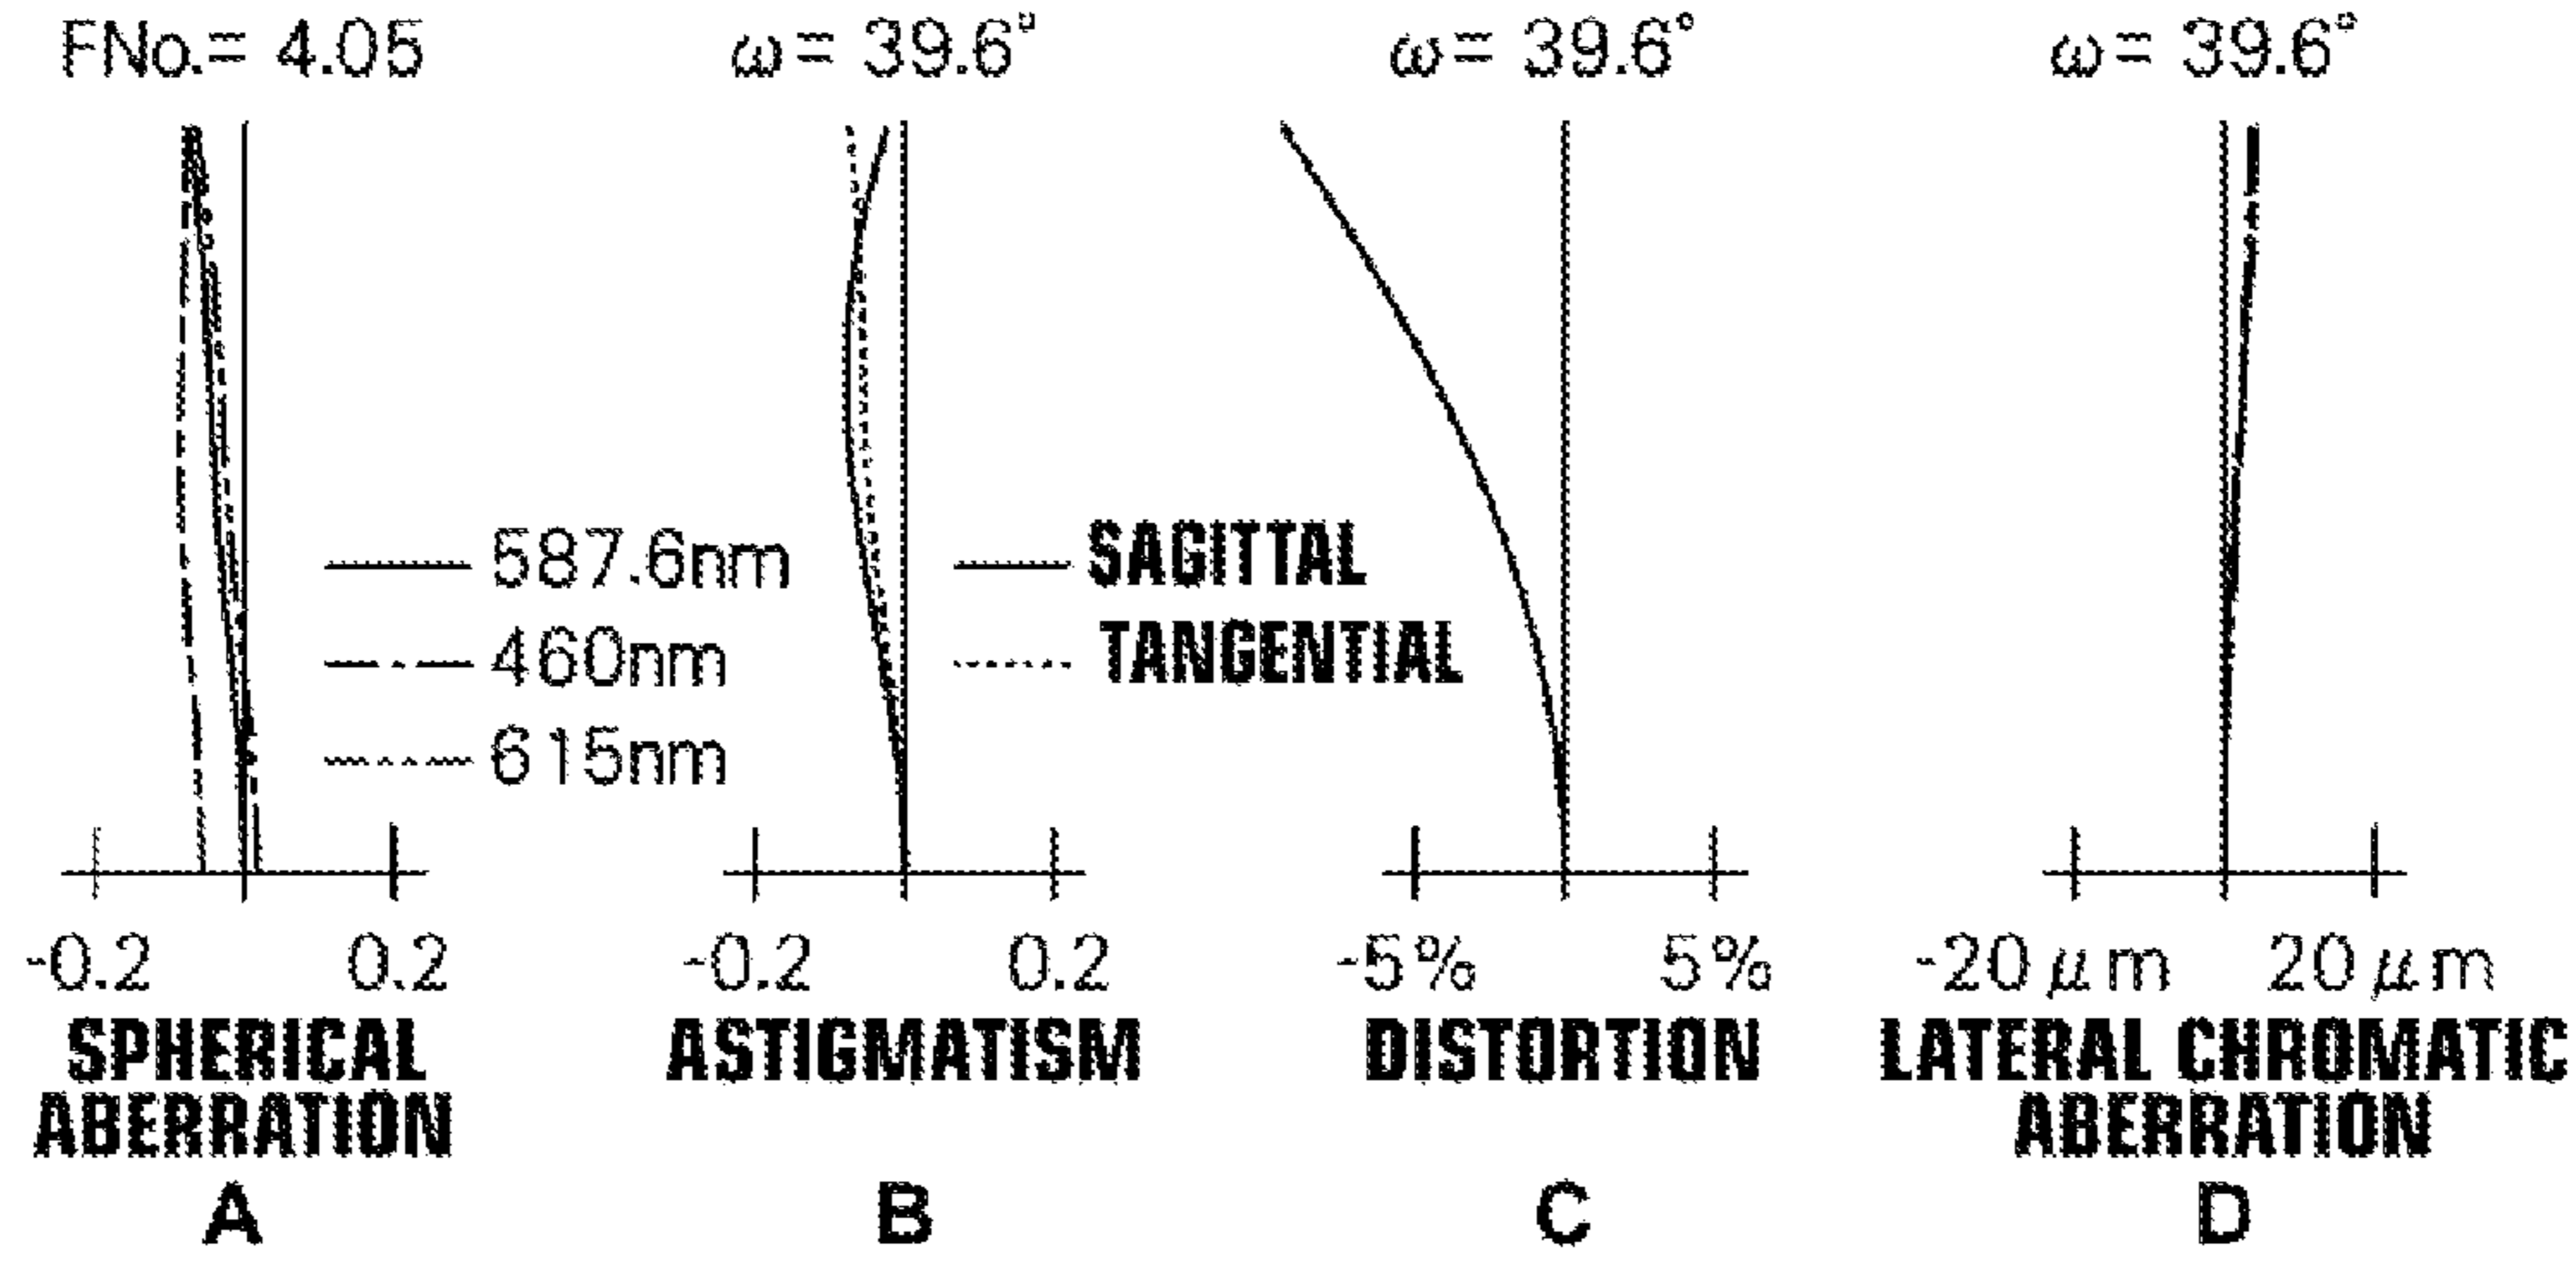 FNo.= 4.05
ω= 39.6°
ω= 39.6°
ω= 39.6°
587.6nm
460nm
615nm
SAGITTAL
TANGENTIAL
-0.2 0.2
-0.2 0.2
-5% 5%
-20μm 20μm
SPHERICAL
ABERRATION
ASTIGMATISM
DISTORTION
LATERAL CHROMATIC
ABERRATION
A
B
C
D